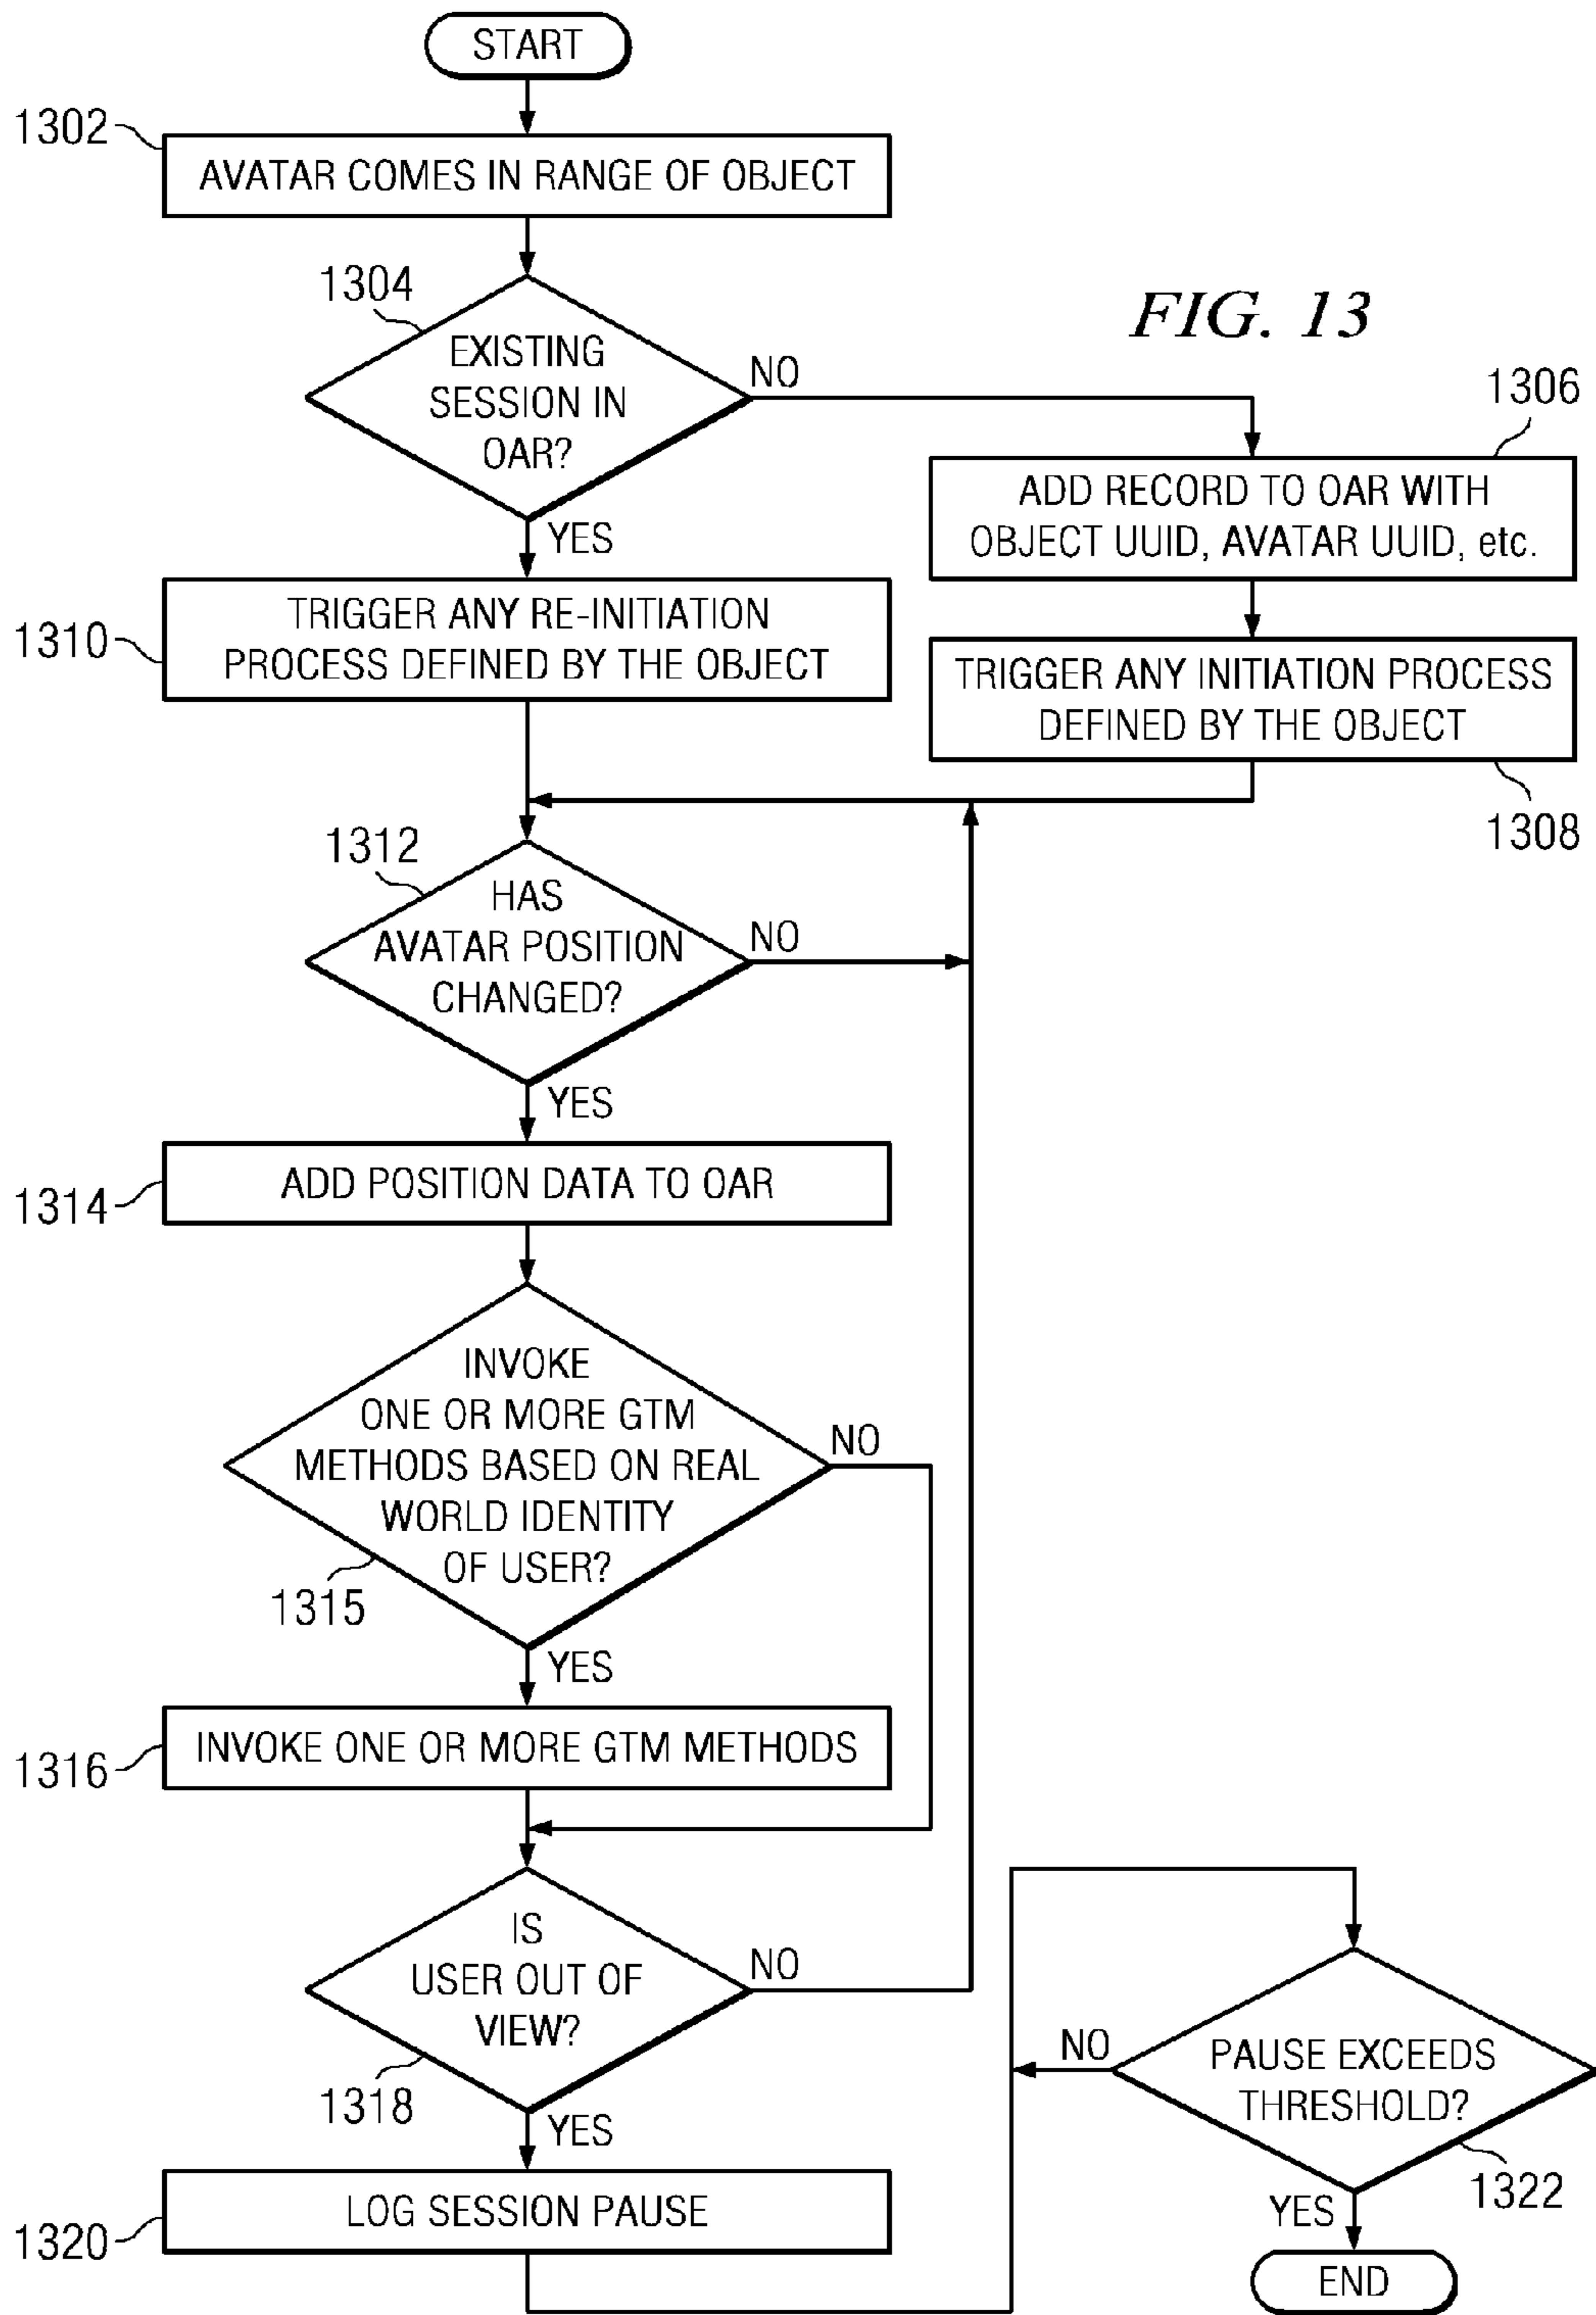 START
1302
AVATAR COMES IN RANGE OF OBJECT
1304
EXISTING
SESSION IN
OAR?
NO
YES
FIG. 13
1306
ADD RECORD TO OAR WITH
OBJECT UUID, AVATAR UUID, etc.
1310
TRIGGER ANY RE-INITIATION
PROCESS DEFINED BY THE OBJECT
TRIGGER ANY INITIATION PROCESS
DEFINED BY THE OBJECT
1308
1312
HAS
AVATAR POSITION
CHANGED?
NO
YES
1314
ADD POSITION DATA TO OAR
INVOKE
ONE OR MORE GTM
METHODS BASED ON REAL
WORLD IDENTITY
OF USER?
NO
1315
YES
1316
INVOKE ONE OR MORE GTM METHODS
IS
USER OUT OF
VIEW?
NO
1318
YES
1320
LOG SESSION PAUSE
PAUSE EXCEEDS
THRESHOLD?
NO
1322
YES
END